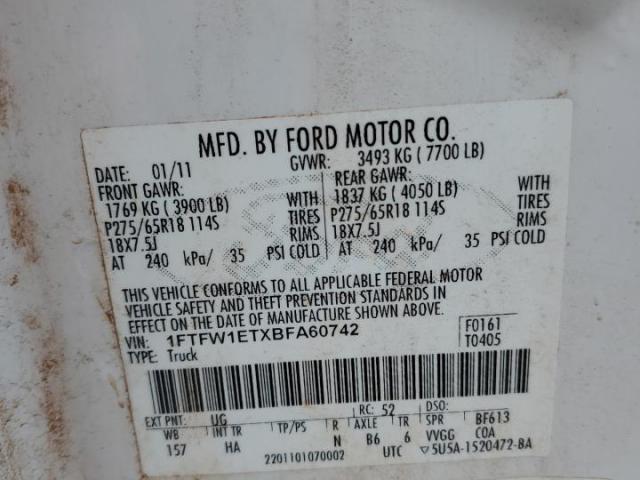 MFD. BY FORD MOTOR CO.
DATE: 01/11 GVWR: 3493 KG ( 7700 LB)
FRONT GAWR: REAR GAWR:
1769 KG ( 3900 LB) WITH 1837 KG ( 4050 LB) WITH
P275/65R18 114S TIRES P275/65R18 114S TIRES
18X7.5J RIMS 18X7.5J RIMS
AT 240 kPa/ 35 PSI COLD AT 240 kPa/ 35 PSI COLD
THIS VEHICLE CONFORMS TO ALL APPLICABLE FEDERAL MOTOR
VEHICLE SAFETY AND THEFT PREVENTION STANDARDS IN
EFFECT ON THE DATE OF MANUFACTURE SHOWN ABOVE.
VIN: 1FTFW1ETXBFA60742 F0161
TYPE: Truck T0405
EXT PNT: UG RC: 52 DSO:
WB INT TR TP/PS R AXLE TR SPR BF613
157 HA N B6 6 VVGG COA
2201101070002 UTC ▽5U5A-1520472-BA